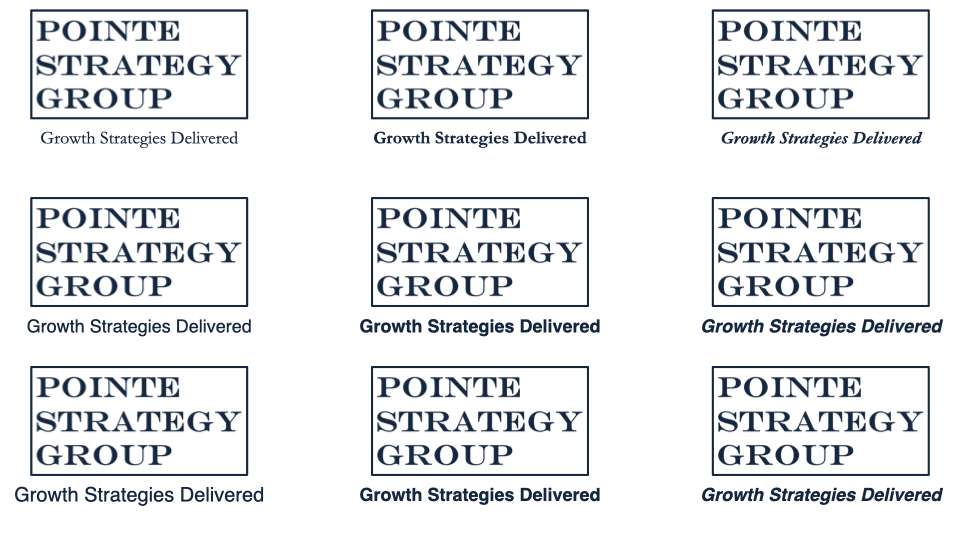 POINTE
STRATEGY
GROUP
Growth Strategies Delivered
POINTE
STRATEGY
GROUP
Growth Strategies Delivered
POINTE
STRATEGY
GROUP
Growth Strategies Delivered
POINTE
STRATEGY
GROUP
Growth Strategies Delivered
POINTE
STRATEGY
GROUP
Growth Strategies Delivered
POINTE
STRATEGY
GROUP
Growth Strategies Delivered
POINTE
STRATEGY
GROUP
Growth Strategies Delivered
POINTE
STRATEGY
GROUP
Growth Strategies Delivered
POINTE
STRATEGY
GROUP
Growth Strategies Delivered